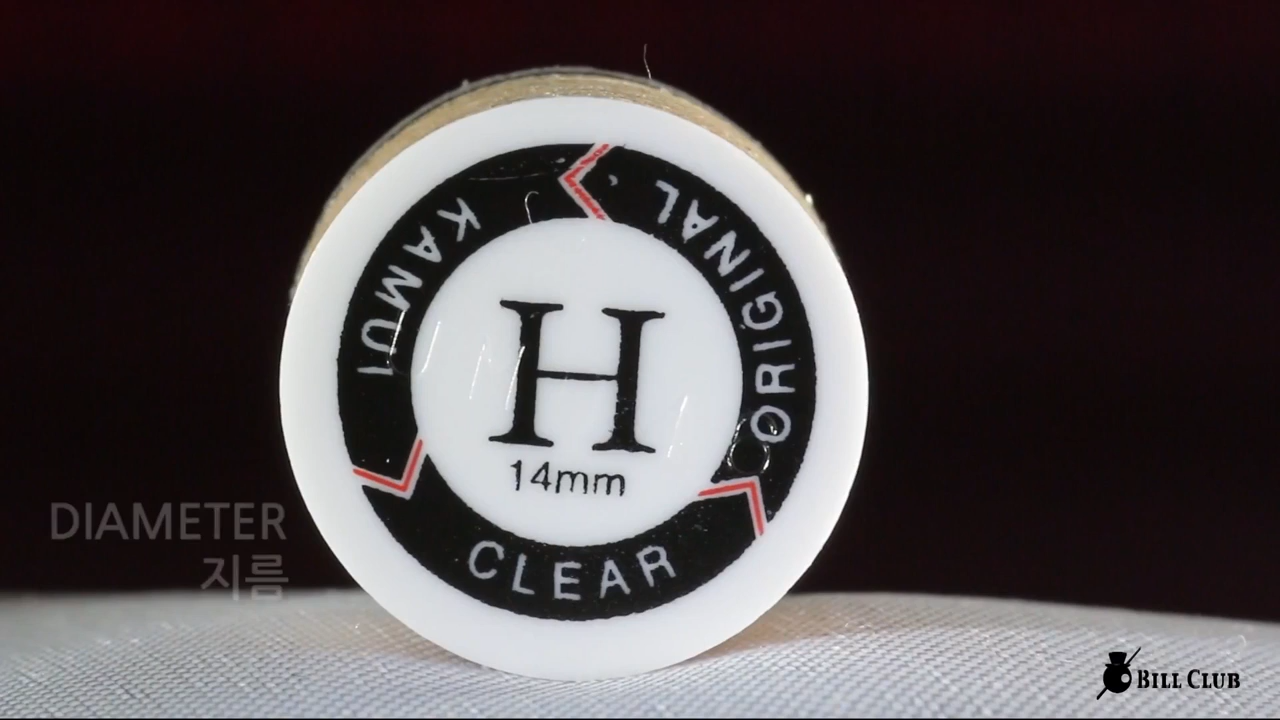 KAMUI
ORIGINAL
H
14mm
CLEAR
DIAMETER
지름
BILL CLUB